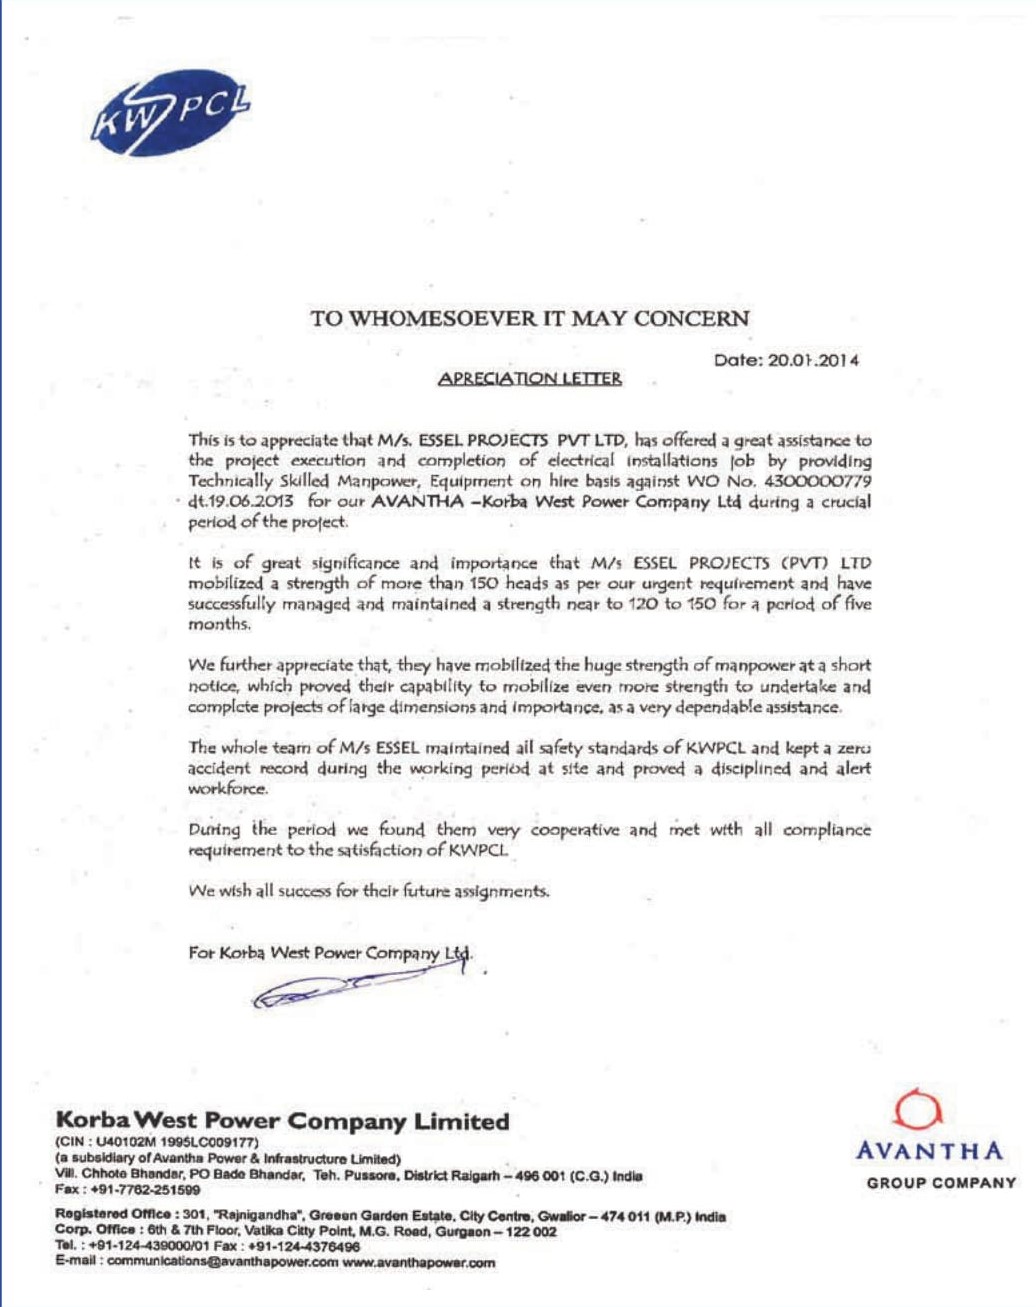 KWPCL
TO WHOMESOEVER IT MAY CONCERN
Date: 20.01.2014
APRECIATION LETTER
This is to appreciate that M/s. ESSEL PROJECTS PVT LTD, has offered a great assistance to
the project execution and completion of electrical installations job by providing
Technically Skilled Manpower, Equipment on hire basis against WO No. 4300000779
dt.19.06.2013 for our AVANTHA –Korba West Power Company Ltd during a crucial
period of the project.
It is of great significance and importance that M/s ESSEL PROJECTS (PVT) LTD
mobilized a strength of more than 150 heads as per our urgent requirement and have
successfully managed and maintained a strength near to 120 to 150 for a period of five
months.
We further appreciate that, they have mobilized the huge strength of manpower at a short
notice, which proved their capability to mobilize even more strength to undertake and
complete projects of large dimensions and importance, as a very dependable assistance.
The whole team of M/s ESSEL maintained all safety standards of KWPCL and kept a zero
accident record during the working period at site and proved a disciplined and alert
workforce.
During the period we found them very cooperative and met with all compliance
requirement to the satisfaction of KWPCL
We wish all success for their future assignments.
For Korba West Power Company Ltd.
Korba West Power Company Limited
(CIN : U40102M 1995LC009177)
(a subsidiary of Avantha Power & Infrastructure Limited)
Vill. Chhote Bhandar, PO Bade Bhandar, Teh. Pussore, District Raigarh – 496 001 (C.G.) India
Fax : +91-7762-251599
Registered Office : 301, "Rajnigandha", Greeen Garden Estate, City Centre, Gwalior – 474 011 (M.P.) India
Corp. Office : 6th & 7th Floor, Vatika Citty Point, M.G. Road, Gurgaon – 122 002
Tel. : +91-124-439000/01 Fax : +91-124-4376496
E-mail : communications@avanthapower.com www.avanthapower.com
AVANTHA
GROUP COMPANY